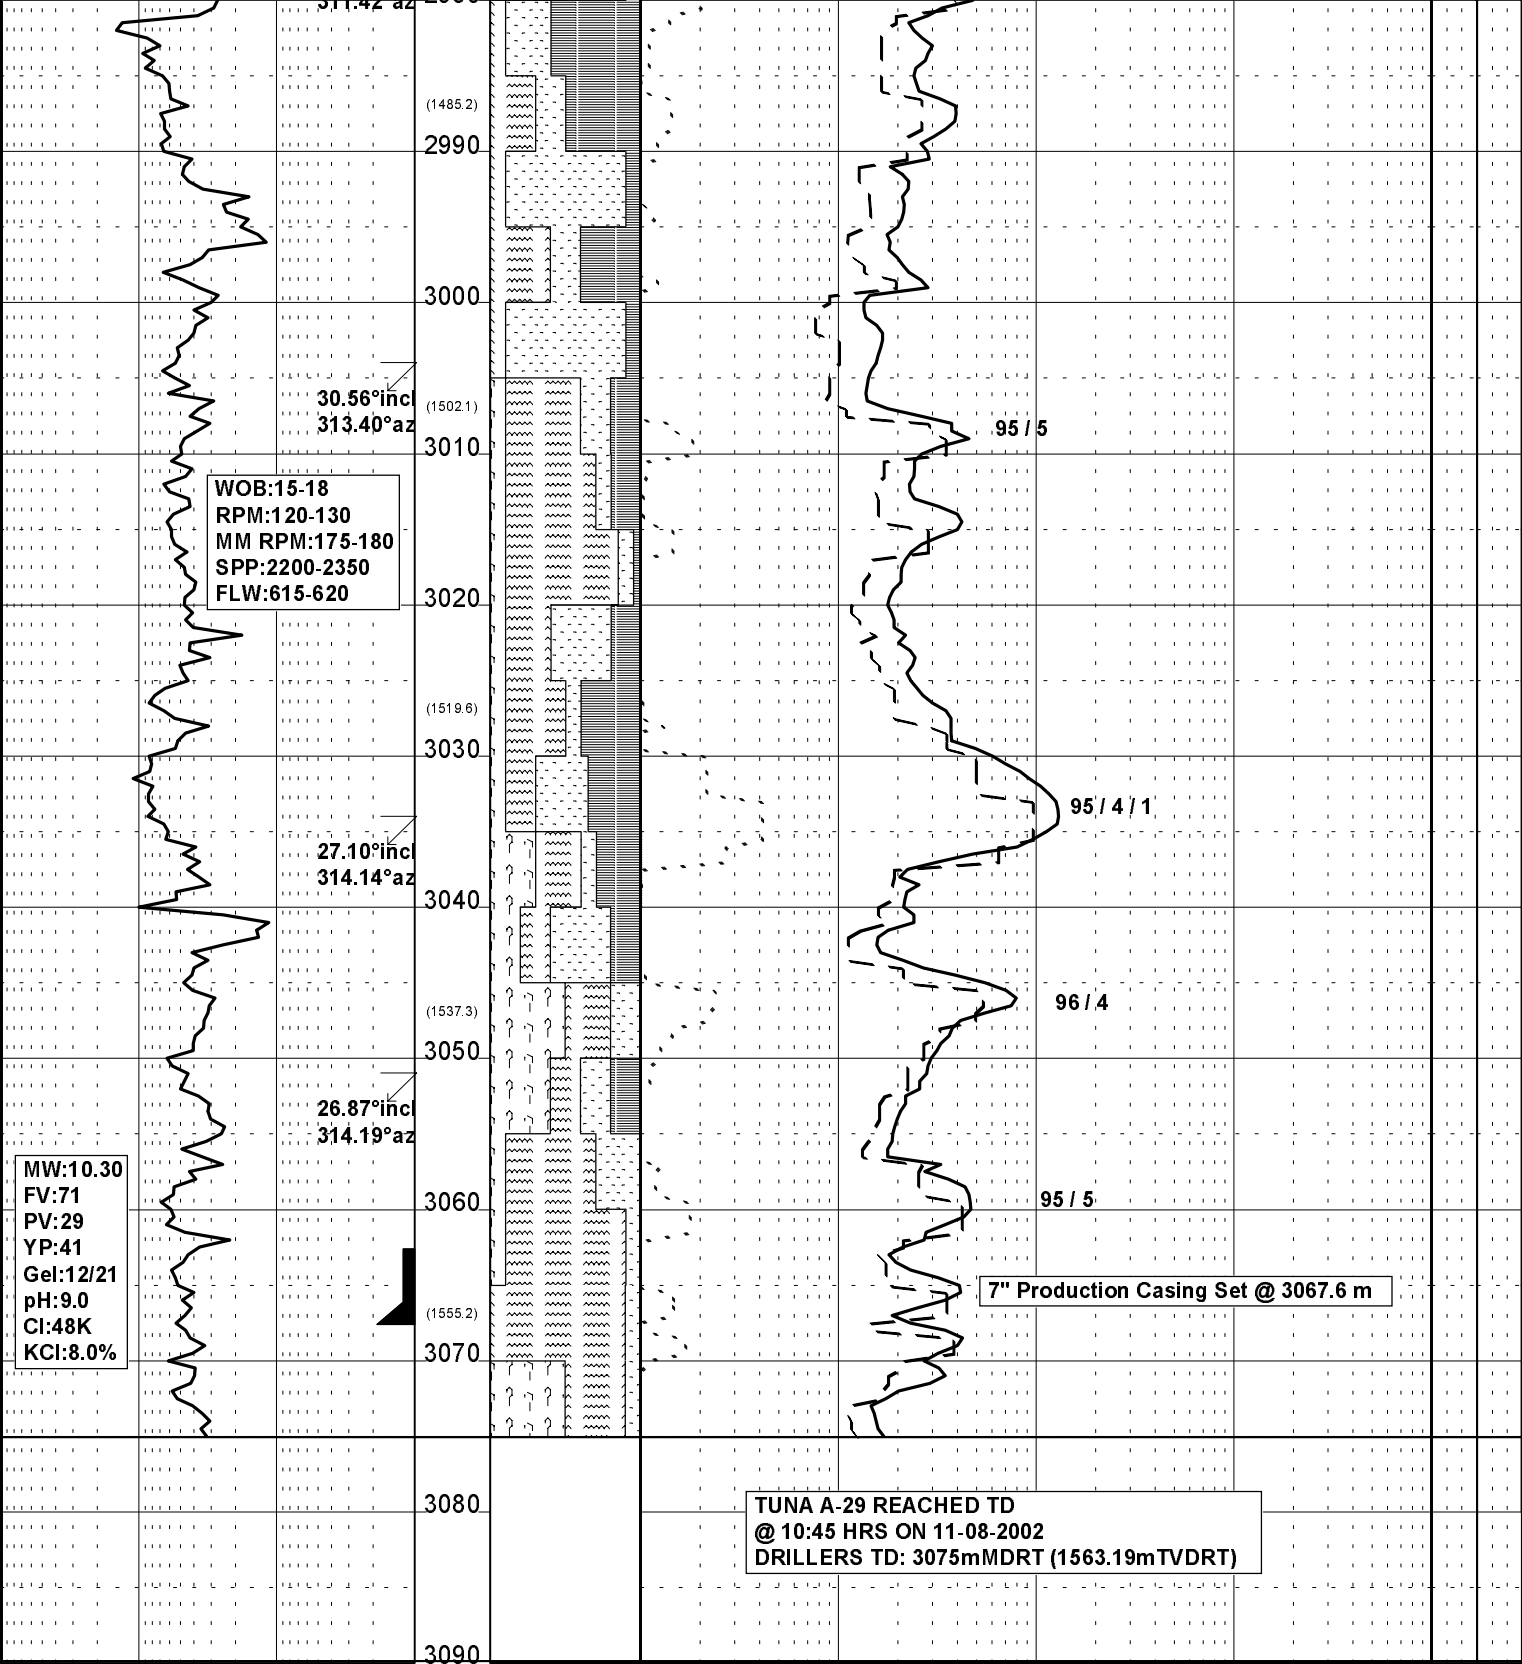 311.42°az
2980
(1485.2)
2990
3000
30.56°incl
313.40°az
(1502.1)
95 / 5
3010
WOB:15-18
RPM:120-130
MM RPM:175-180
SPP:2200-2350
FLW:615-620
3020
(1519.6)
3030
95 / 4 / 1
27.10°incl
314.14°az
3040
96 / 4
(1537.3)
3050
26.87°incl
314.19°az
MW:10.30
FV:71
PV:29
YP:41
Gel:12/21
pH:9.0
Cl:48K
KCl:8.0%
3060
95 / 5
7" Production Casing Set @ 3067.6 m
(1555.2)
3070
3080
TUNA A-29 REACHED TD
@ 10:45 HRS ON 11-08-2002
DRILLERS TD: 3075mMDRT (1563.19mTVDRT)
3090